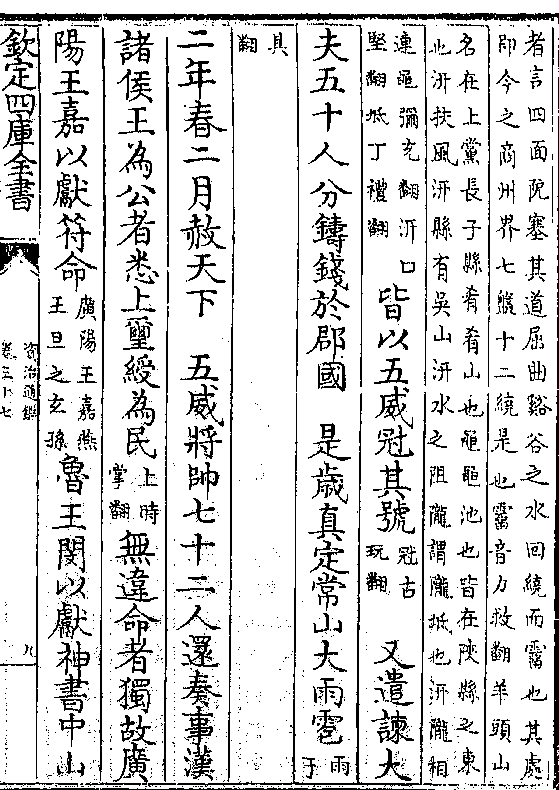 者言四面阸塞其道屈曲谿谷之水回繞而霤也其處
即今之商州界七盤十二繞是也霤音力救翻羊頭山
名在上黨長子縣肴肴山也黽黽池也皆在陜縣之東
也汧扶風汧縣有吳山汧水之阻隴謂隴坻也汧隴相
連黽彌兖翻汧口
堅翻坻丁禮翻
皆以五威冠其號
冠古
玩翻
又遣諫大
夫五十人分鑄錢於郡國 是歲真定常山大雨雹
雨于
具
翻
二年春二月赦天下 五威將帥七十二人還奏事漢
諸侯王為公者悉上璽綬為民
上時
掌翻
無違命者獨故廣
陽王嘉以獻符命
廣陽王嘉燕
王旦之玄孫
魯王閔以獻神書中山
欽定四庫全書
資治通鑑
卷三十七
九